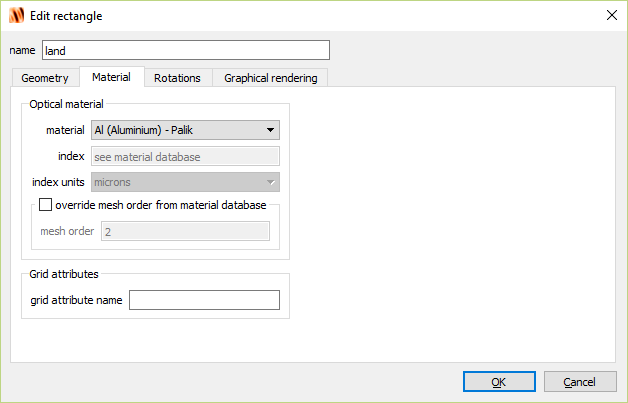 Edit rectangle
name land
Geometry Material Rotations Graphical rendering
Optical material
material Al (Aluminium) - Palik
index see material database
index units microns
override mesh order from material database
mesh order 2
Grid attributes
grid attribute name
OK Cancel